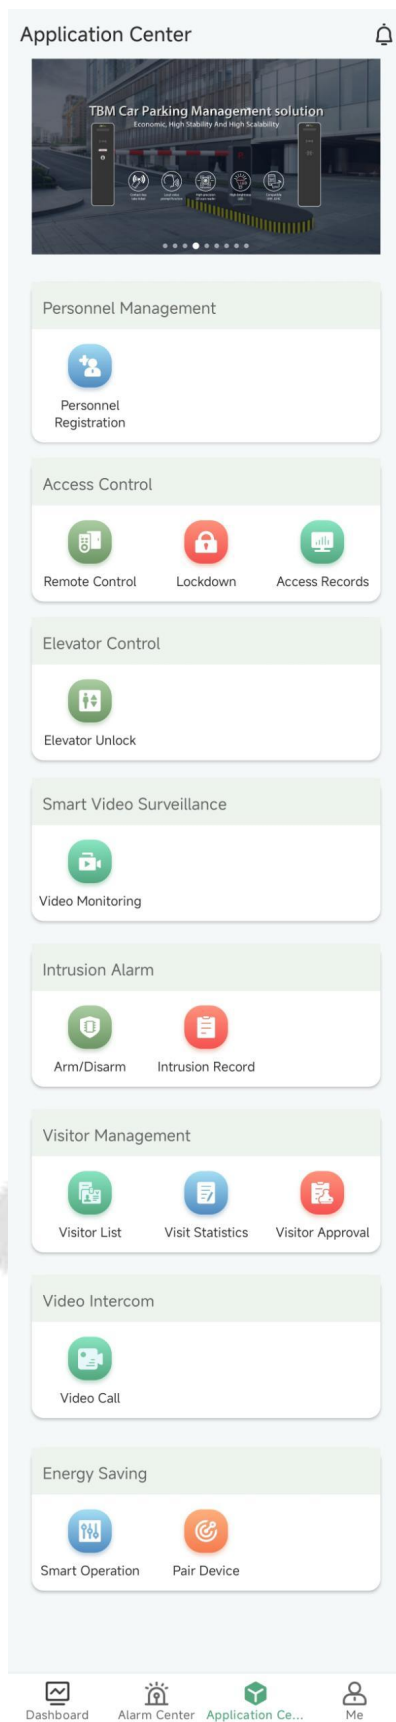 Application Center
TBM Car Parking Management solution
Economic, High Stability And High Scalability
Personnel Management
Personnel
Registration
Access Control
Remote Control
Lockdown
Access Records
Elevator Control
Elevator Unlock
Smart Video Surveillance
Video Monitoring
Intrusion Alarm
Arm/Disarm
Intrusion Record
Visitor Management
Visitor List
Visit Statistics
Visitor Approval
Video Intercom
Video Call
Energy Saving
Smart Operation
Pair Device
Dashboard
Alarm Center
Application Ce...
Me